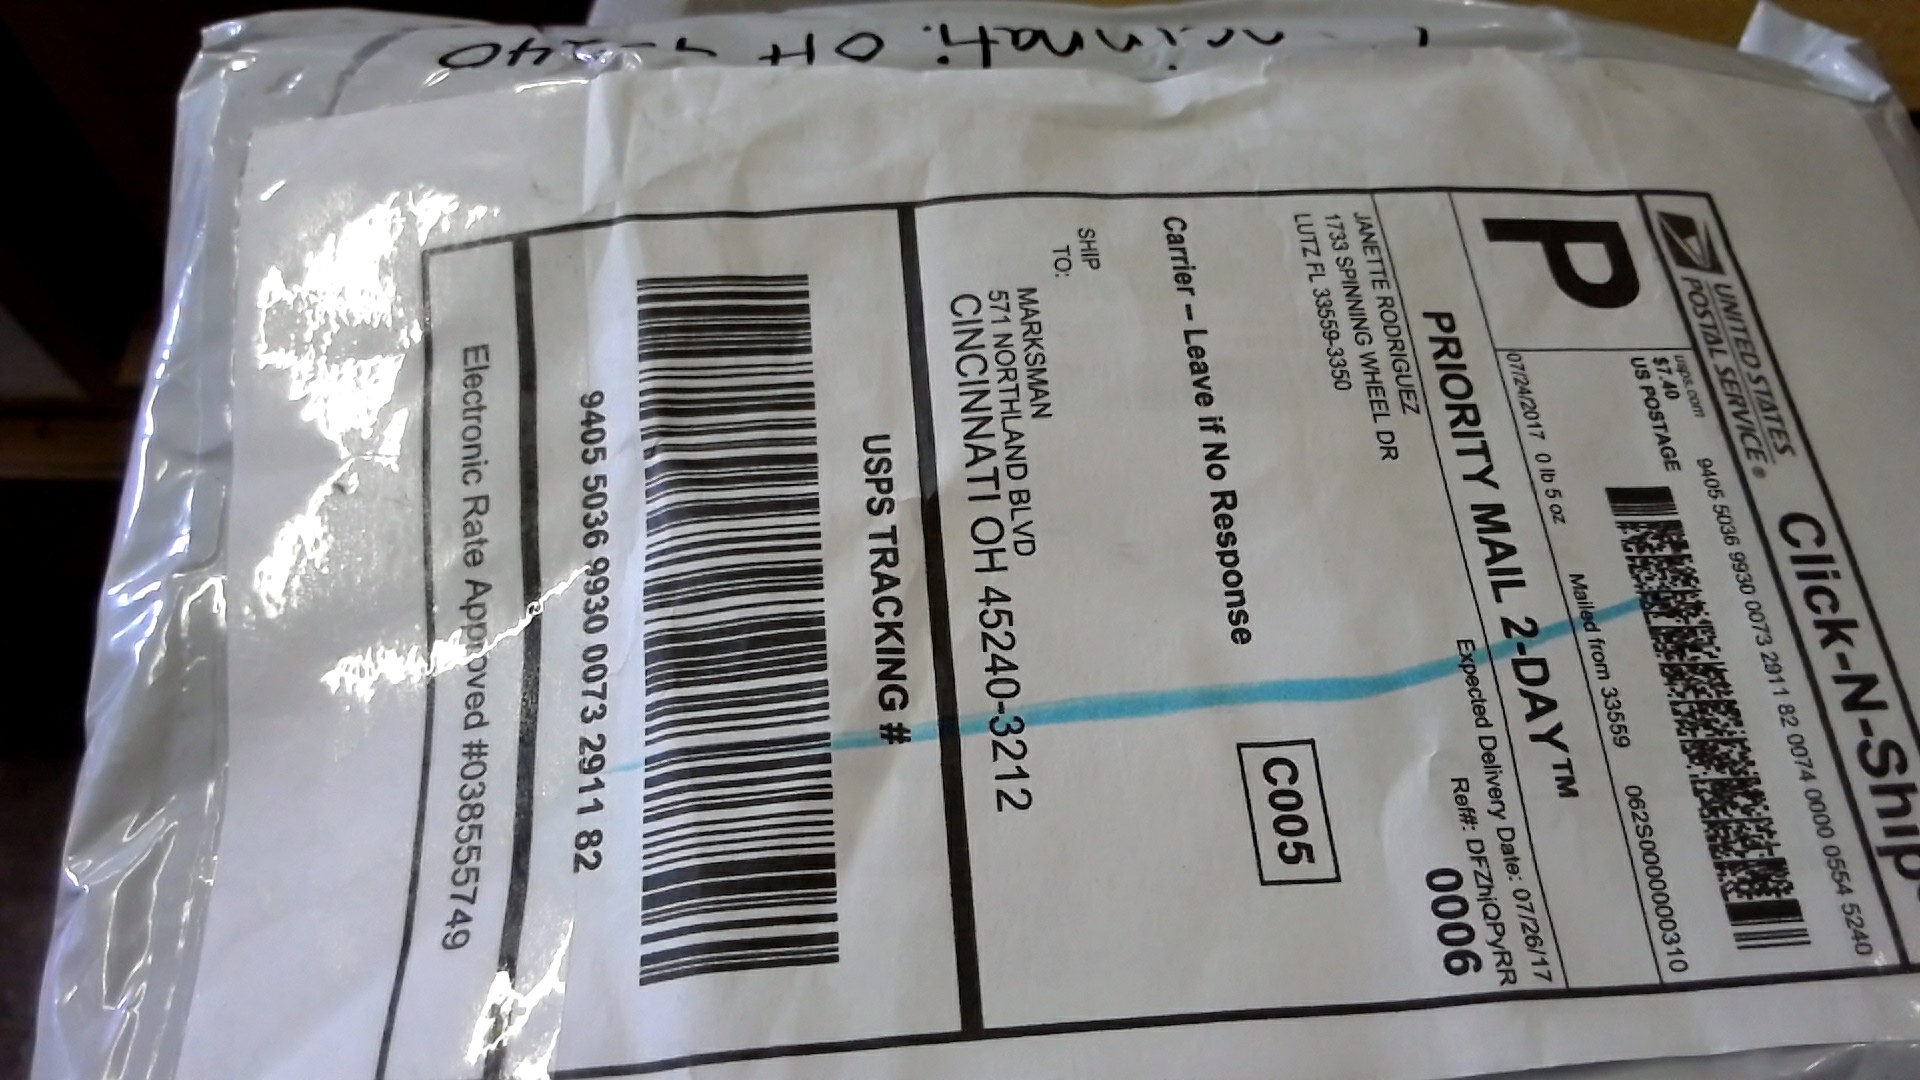 Click-N-Ship
UNITED STATES
POSTAL SERVICE®
9405 5036 9930 0073 2911 82 0074 0000 0554 5240
usps.com
$7.40
US POSTAGE
P
07/24/2017 0 lb 5 oz Mailed from 33559 062S0000000310
PRIORITY MAIL 2-DAY™
JANETTE RODRIGUEZ
1733 SPINNING WHEEL DR
LUTZ FL 33559-3350
Expected Delivery Date: 07/26/17
Ref#: DFZhjQPyRR
0006
Carrier -- Leave if No Response
C005
SHIP
TO:
MARKSMAN
571 NORTHLAND BLVD
CINCINNATI OH 45240-3212
USPS TRACKING #
9405 5036 9930 0073 2911 82
Electronic Rate Approved #038555749
OH